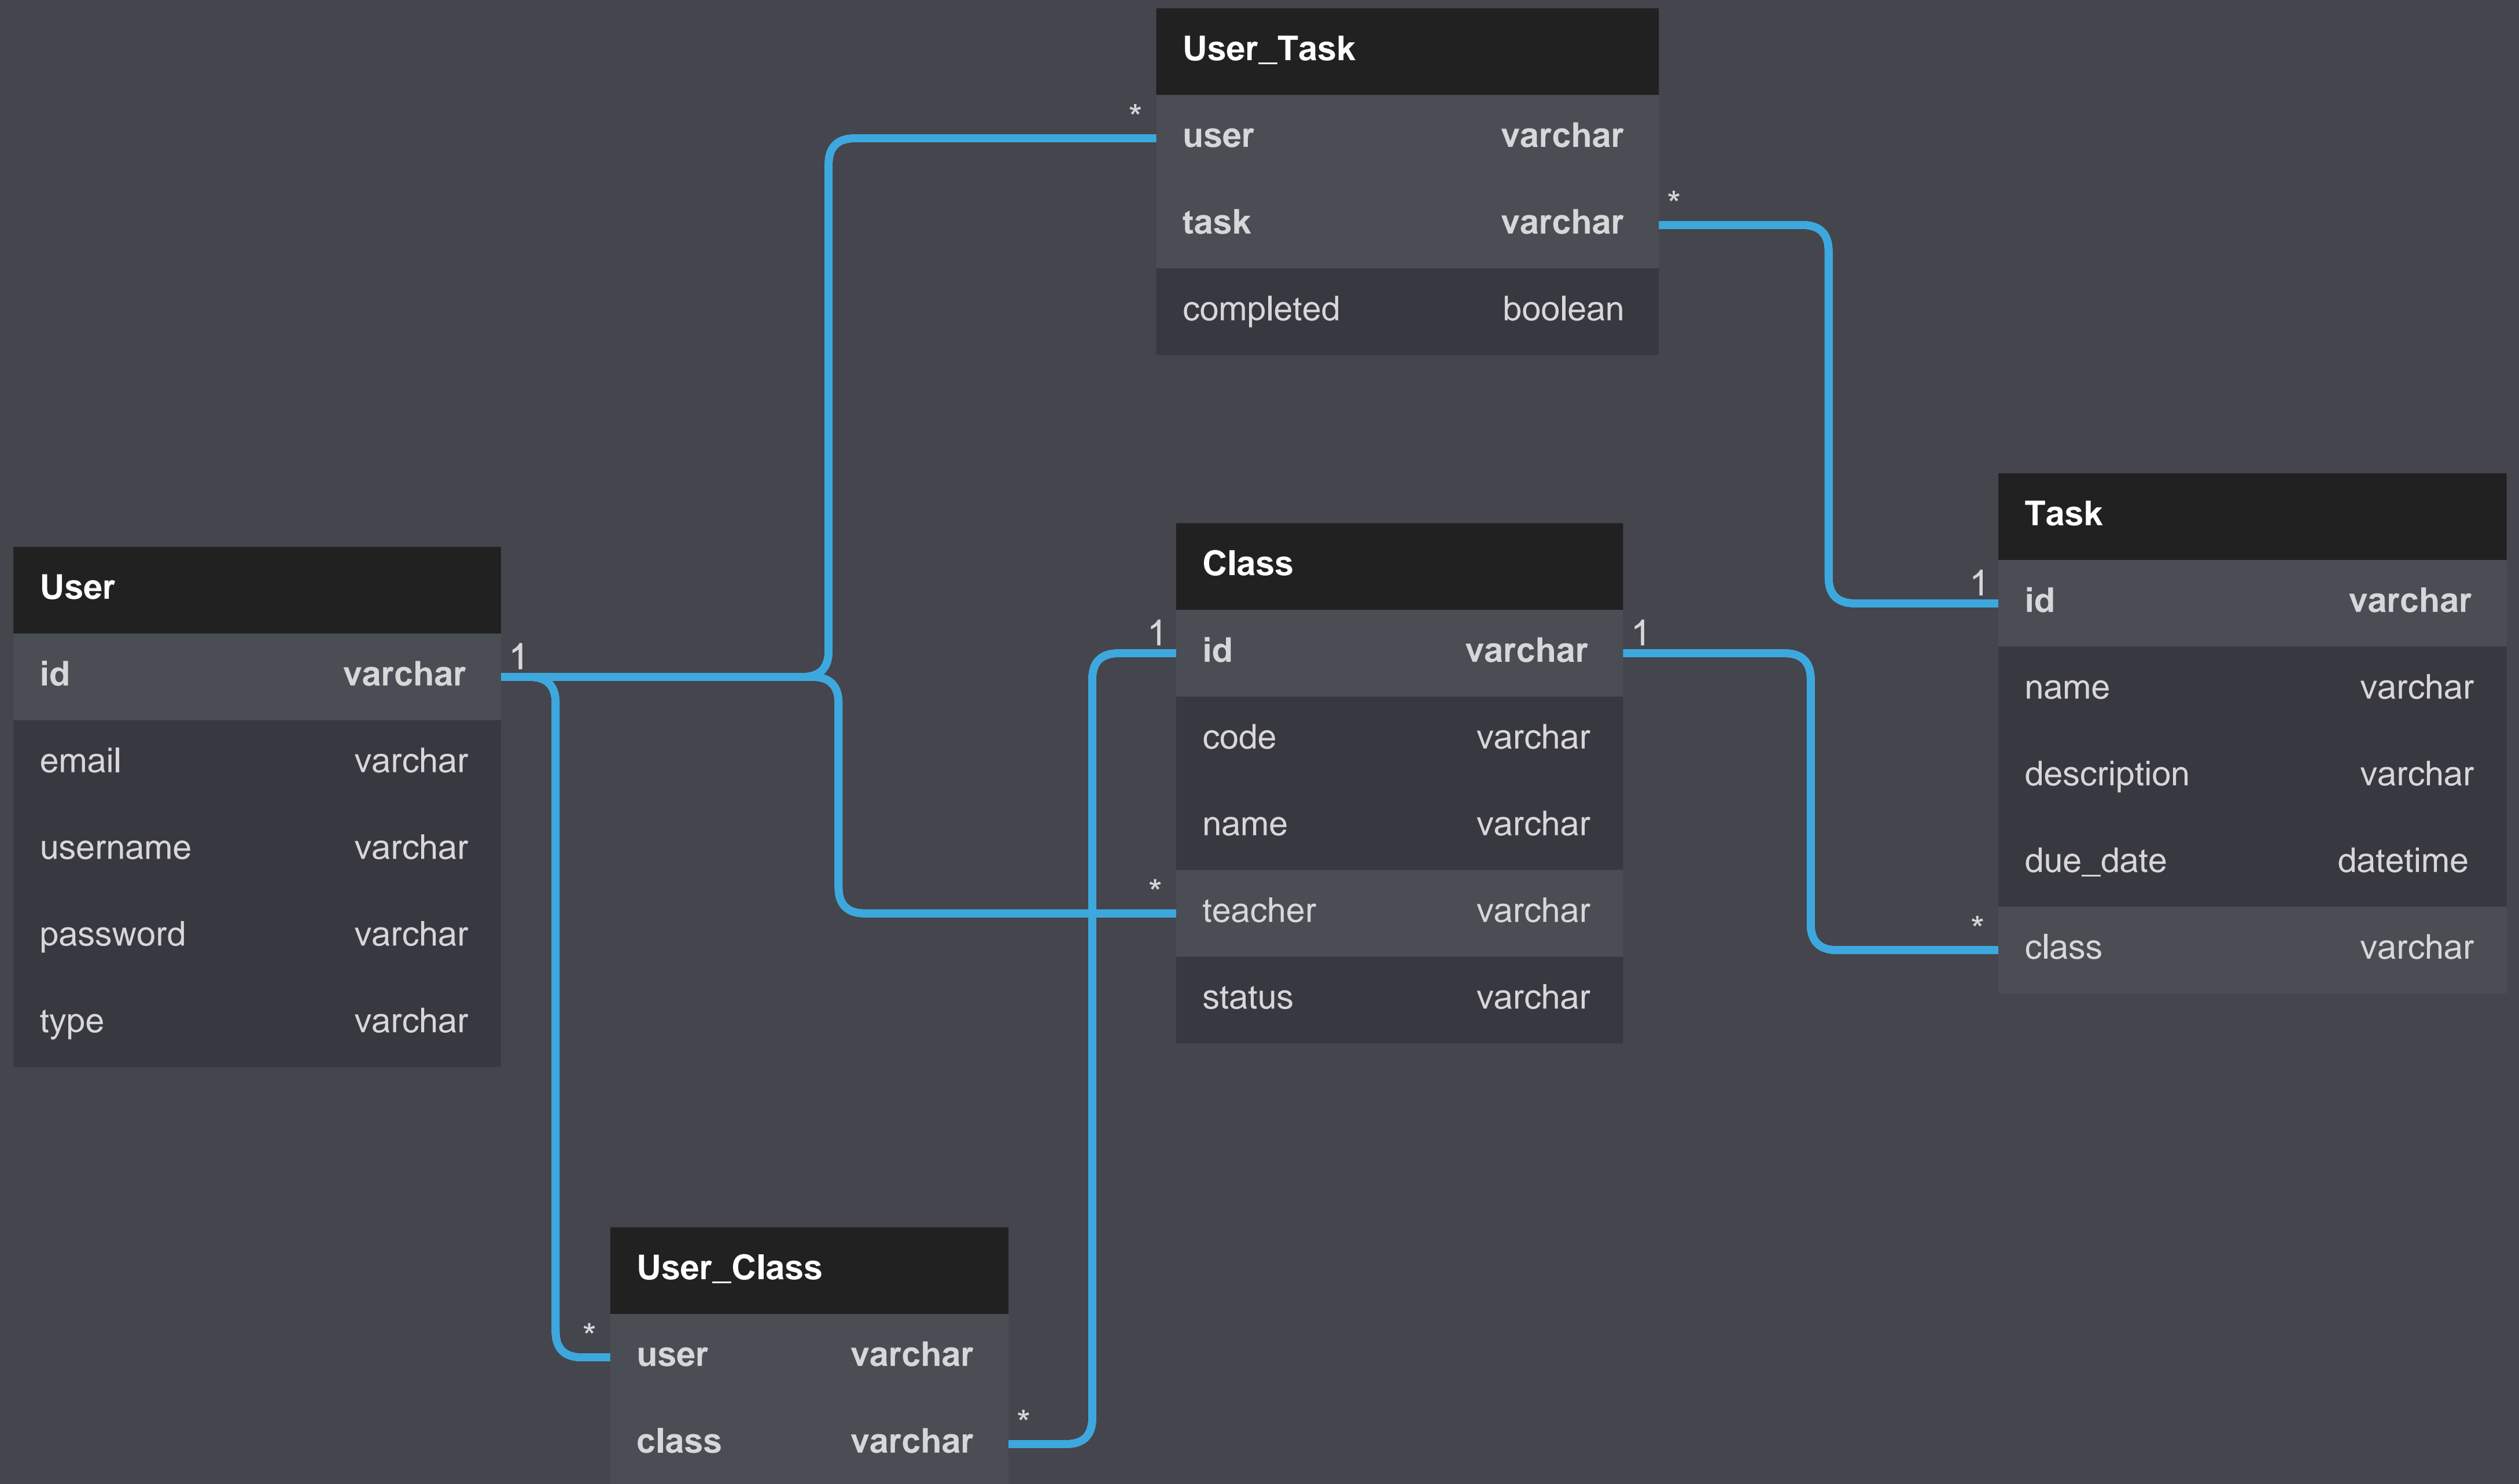 User_Task
*
user varchar
*
task varchar
completed boolean
Task
1
id varchar
name varchar
description varchar
due_date datetime
*
class varchar
Class
1
1
id varchar
code varchar
name varchar
*
teacher varchar
status varchar
User
1
id varchar
email varchar
username varchar
password varchar
type varchar
User_Class
*
user varchar
*
class varchar